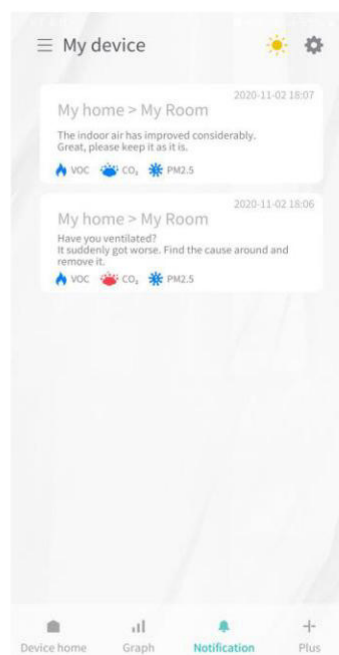 My device
2020-11-02 18:07
My home > My Room
The indoor air has improved considerably.
Great, please keep it as it is.
VOC CO₂ PM2.5
2020-11-02 18:06
My home > My Room
Have you ventilated?
It suddenly got worse. Find the cause around and
remove it.
VOC CO₂ PM2.5
Device home Graph Notification Plus